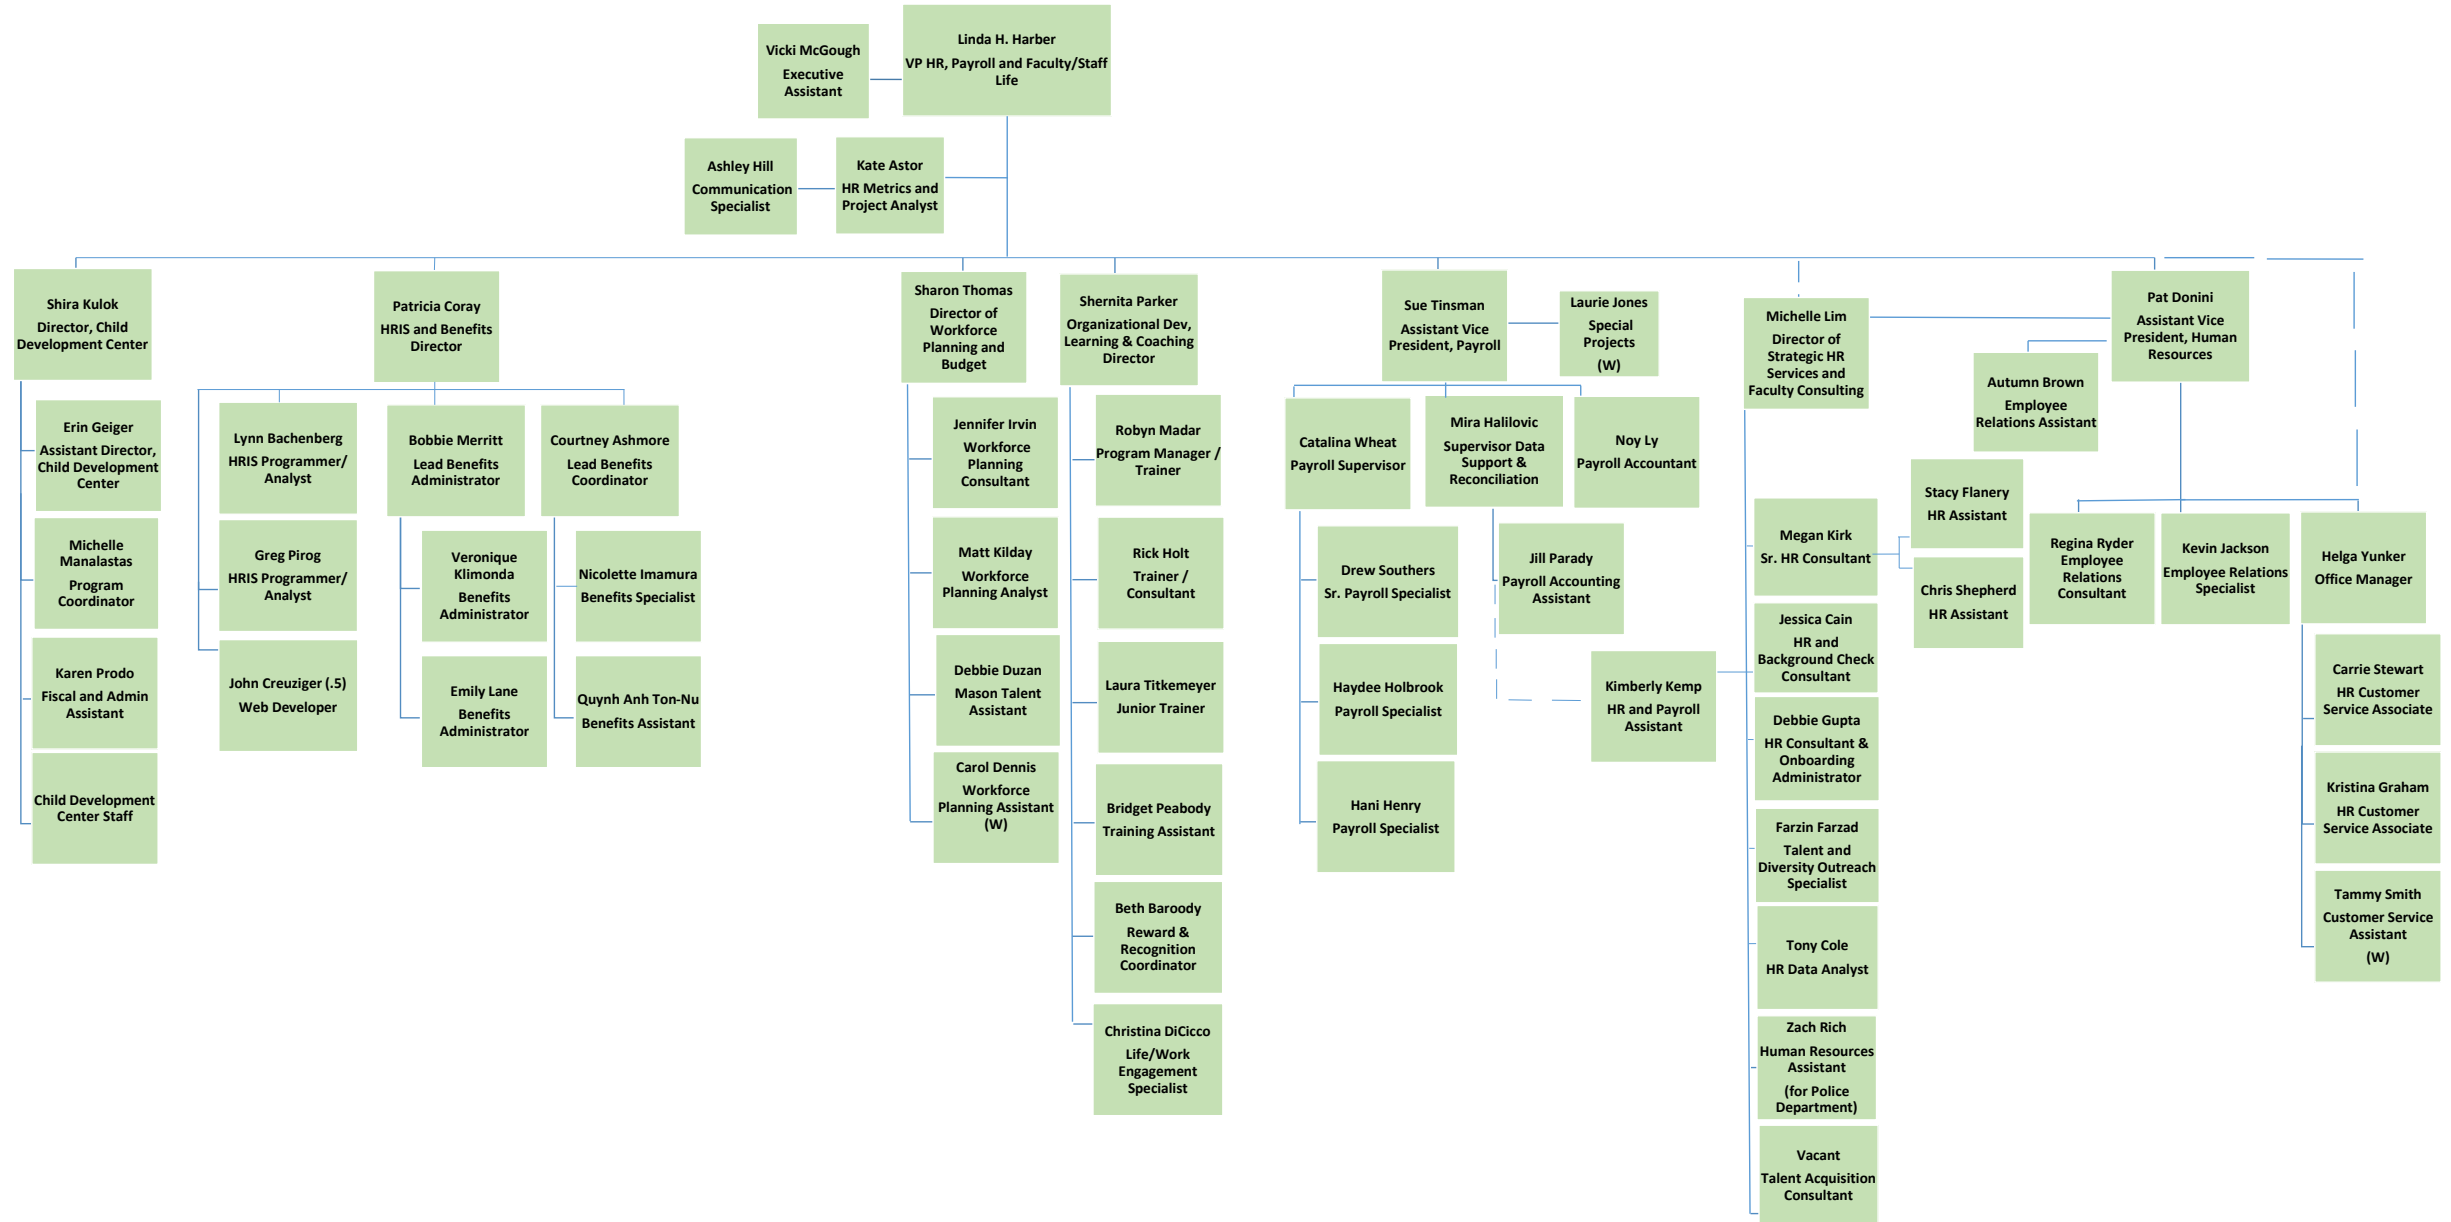 Vicki McGough
Executive
Assistant
Linda H. Harber
VP HR, Payroll and Faculty/Staff
Life
Ashley Hill
Communication
Specialist
Kate Astor
HR Metrics and
Project Analyst
Shira Kulok
Director, Child
Development Center
Erin Geiger
Assistant Director,
Child Development
Center
Michelle
Manalastas
Program
Coordinator
Karen Prodo
Fiscal and Admin
Assistant
Child Development
Center Staff
Patricia Coray
HRIS and Benefits
Director
Lynn Bachenberg
HRIS Programmer/
Analyst
Greg Pirog
HRIS Programmer/
Analyst
John Creuziger (.5)
Web Developer
Bobbie Merritt
Lead Benefits
Administrator
Veronique
Klimonda
Benefits
Administrator
Emily Lane
Benefits
Administrator
Courtney Ashmore
Lead Benefits
Coordinator
Nicolette Imamura
Benefits Specialist
Quynh Anh Ton-Nu
Benefits Assistant
Sharon Thomas
Director of
Workforce
Planning and
Budget
Jennifer Irvin
Workforce
Planning
Consultant
Matt Kilday
Workforce
Planning Analyst
Debbie Duzan
Mason Talent
Assistant
Carol Dennis
Workforce
Planning Assistant
(W)
Shernita Parker
Organizational Dev,
Learning & Coaching
Director
Robyn Madar
Program Manager /
Trainer
Rick Holt
Trainer /
Consultant
Laura Titkemeyer
Junior Trainer
Bridget Peabody
Training Assistant
Beth Baroody
Reward &
Recognition
Coordinator
Christina DiCicco
Life/Work
Engagement
Specialist
Sue Tinsman
Assistant Vice
President, Payroll
Laurie Jones
Special
Projects
(W)
Catalina Wheat
Payroll Supervisor
Drew Southers
Sr. Payroll Specialist
Haydee Holbrook
Payroll Specialist
Hani Henry
Payroll Specialist
Mira Halilovic
Supervisor Data
Support &
Reconciliation
Jill Parady
Payroll Accounting
Assistant
Noy Ly
Payroll Accountant
Kimberly Kemp
HR and Payroll
Assistant
Michelle Lim
Director of
Strategic HR
Services and
Faculty Consulting
Megan Kirk
Sr. HR Consultant
Stacy Flanery
HR Assistant
Chris Shepherd
HR Assistant
Jessica Cain
HR and
Background Check
Consultant
Debbie Gupta
HR Consultant &
Onboarding
Administrator
Farzin Farzad
Talent and
Diversity Outreach
Specialist
Tony Cole
HR Data Analyst
Zach Rich
Human Resources
Assistant
(for Police
Department)
Vacant
Talent Acquisition
Consultant
Pat Donini
Assistant Vice
President, Human
Resources
Autumn Brown
Employee
Relations Assistant
Regina Ryder
Employee
Relations
Consultant
Kevin Jackson
Employee Relations
Specialist
Helga Yunker
Office Manager
Carrie Stewart
HR Customer
Service Associate
Kristina Graham
HR Customer
Service Associate
Tammy Smith
Customer Service
Assistant
(W)